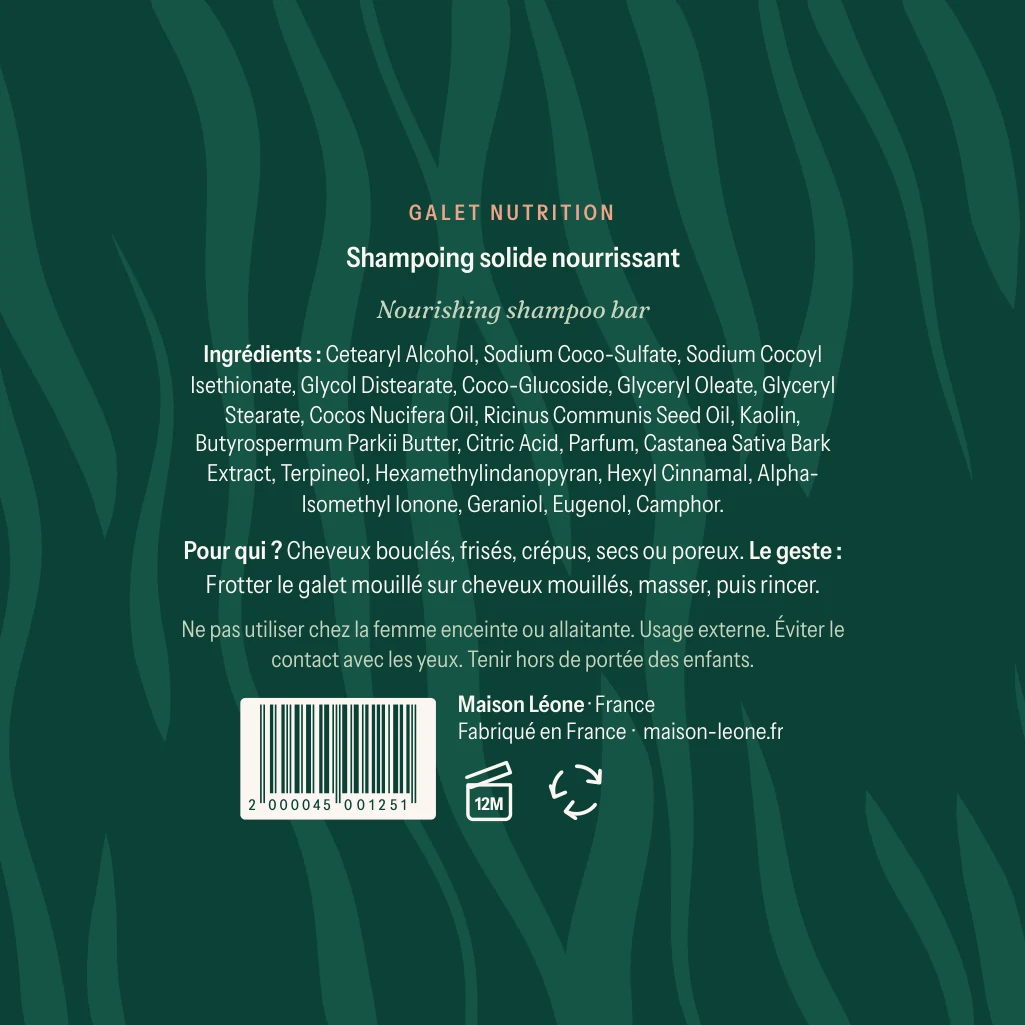 GALET NUTRITION
Shampoing solide nourrissant
Nourishing shampoo bar
Ingrédients : Cetearyl Alcohol, Sodium Coco-Sulfate, Sodium Cocoyl
Isethionate, Glycol Distearate, Coco-Glucoside, Glyceryl Oleate, Glyceryl
Stearate, Cocos Nucifera Oil, Ricinus Communis Seed Oil, Kaolin,
Butyrospermum Parkii Butter, Citric Acid, Parfum, Castanea Sativa Bark
Extract, Terpineol, Hexamethylindanopyran, Hexyl Cinnamal, Alpha-
Isomethyl Ionone, Geraniol, Eugenol, Camphor.
Pour qui ? Cheveux bouclés, frisés, crépus, secs ou poreux. Le geste :
Frotter le galet mouillé sur cheveux mouillés, masser, puis rincer.
Ne pas utiliser chez la femme enceinte ou allaitante. Usage externe. Éviter le
contact avec les yeux. Tenir hors de portée des enfants.
Maison Léone · France
Fabriqué en France · maison-leone.fr
2 000045 001251
12M